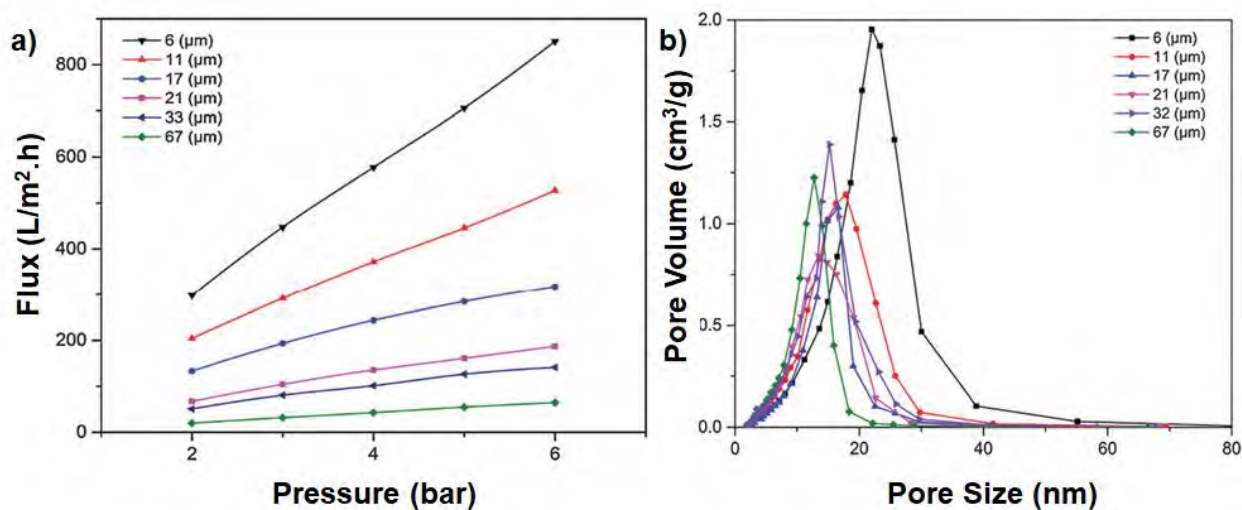 a)
6 (µm)
11 (µm)
17 (µm)
21 (µm)
33 (µm)
67 (µm)
Flux (L/m².h)
800
600
400
200
0
2
4
6
Pressure (bar)
b)
6 (µm)
11 (µm)
17 (µm)
21 (µm)
32 (µm)
67 (µm)
Pore Volume (cm³/g)
2.0
1.5
1.0
0.5
0.0
0
20
40
60
80
Pore Size (nm)